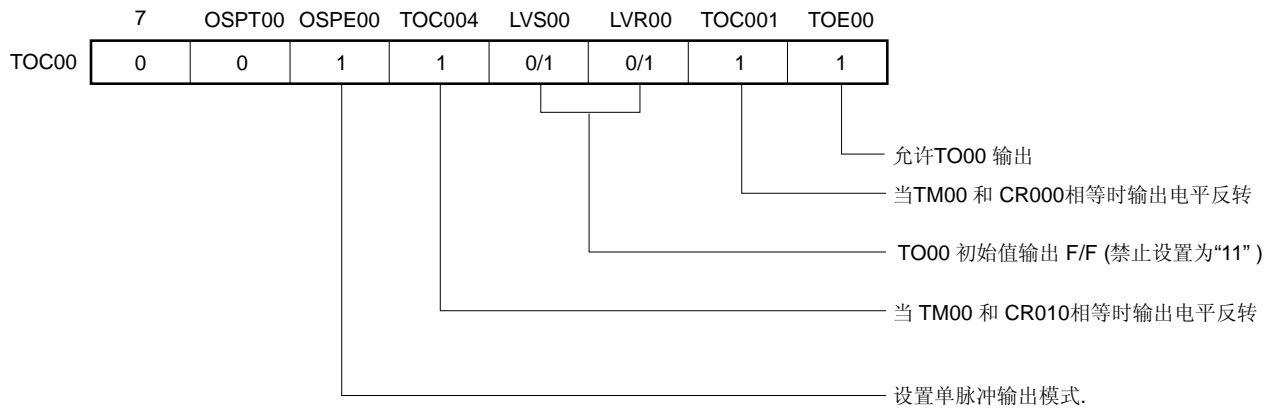 7 OSPT00 OSPE00 TOC004 LVS00 LVR00 TOC001 TOE00
TOC00 0 0 1 1 0/1 0/1 1 1
允许TO00 输出
当TM00 和 CR000相等时输出电平反转
TO00 初始值输出 F/F (禁止设置为“11” )
当 TM00 和 CR010相等时输出电平反转
设置单脉冲输出模式.